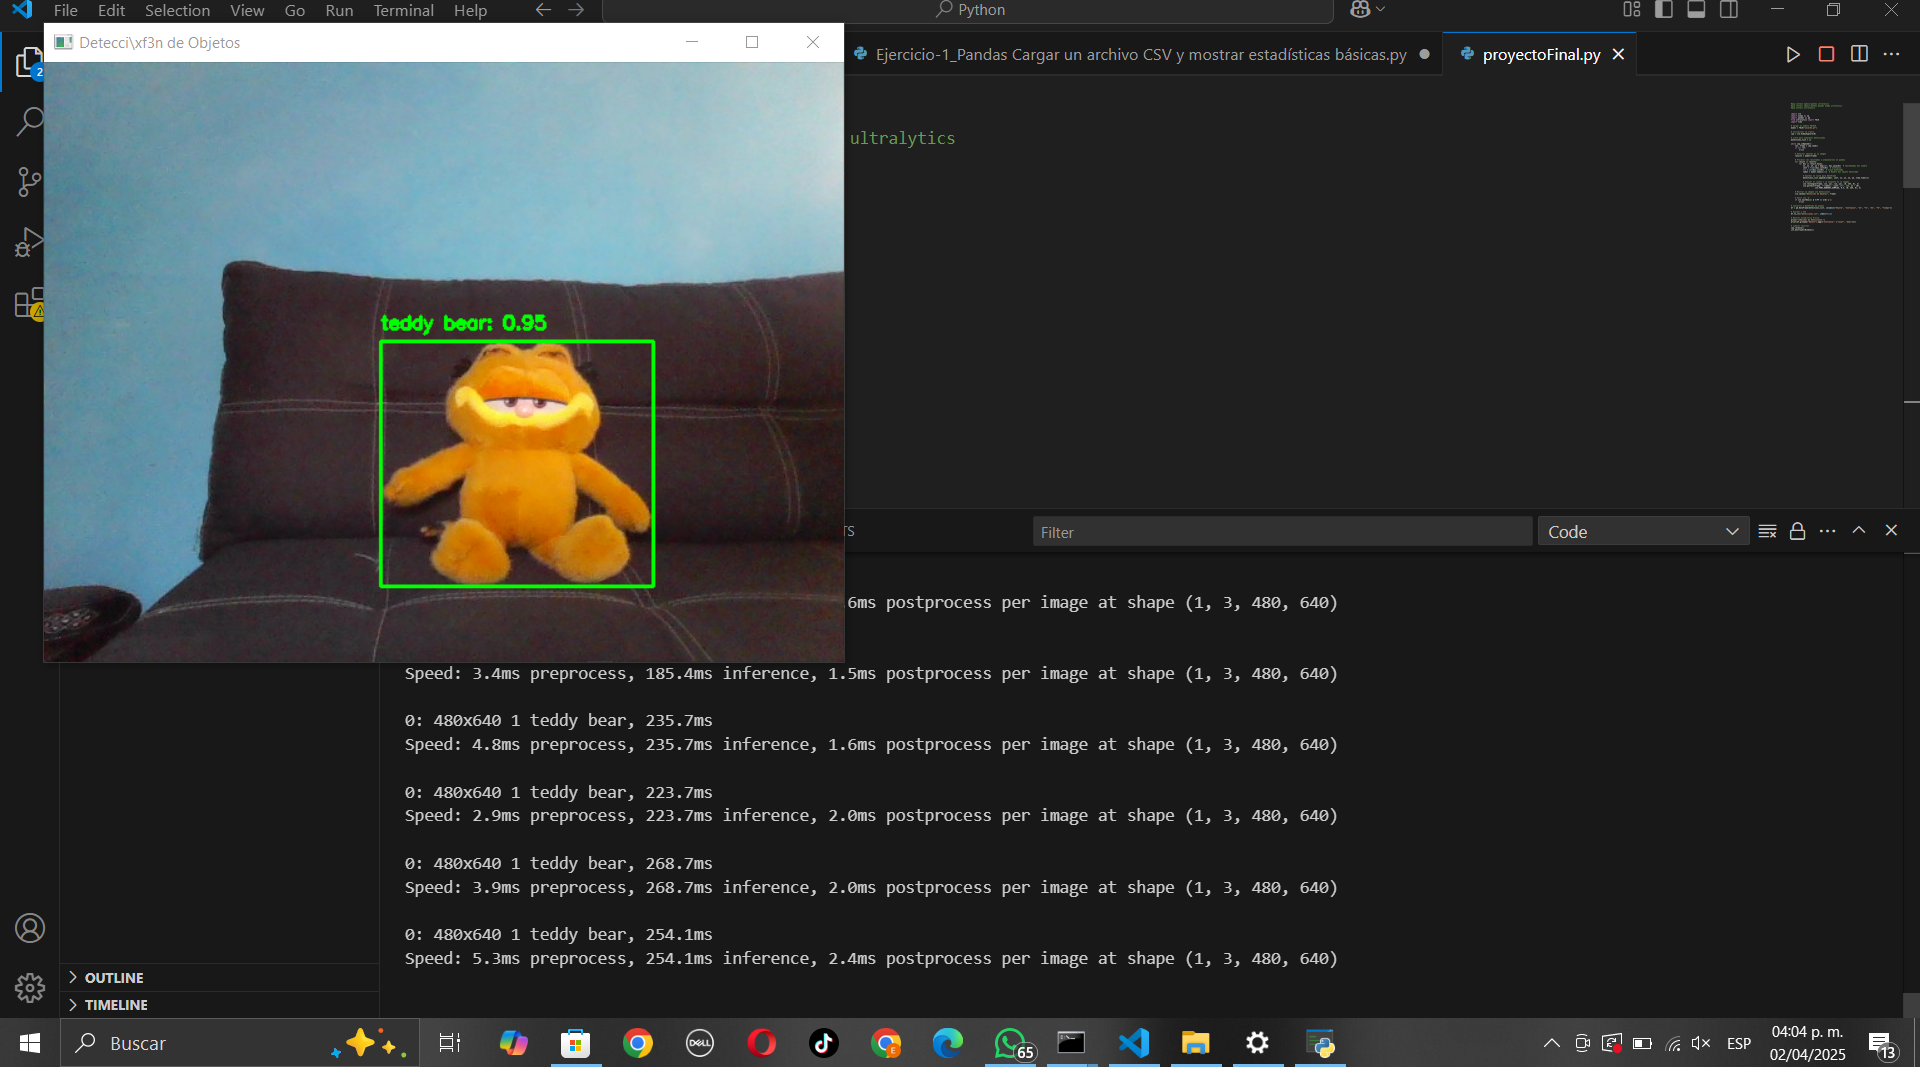 File Edit Selection View Go Run Terminal Help
Python
Detecci\xf3n de Objetos
Ejercicio-1_Pandas Cargar un archivo CSV y mostrar estadísticas básicas.py
proyectoFinal.py
2
ultralytics
teddy bear: 0.95
TS
Filter
Code
.6ms postprocess per image at shape (1, 3, 480, 640)
Speed: 3.4ms preprocess, 185.4ms inference, 1.5ms postprocess per image at shape (1, 3, 480, 640)
0: 480x640 1 teddy bear, 235.7ms
Speed: 4.8ms preprocess, 235.7ms inference, 1.6ms postprocess per image at shape (1, 3, 480, 640)
0: 480x640 1 teddy bear, 223.7ms
Speed: 2.9ms preprocess, 223.7ms inference, 2.0ms postprocess per image at shape (1, 3, 480, 640)
0: 480x640 1 teddy bear, 268.7ms
Speed: 3.9ms preprocess, 268.7ms inference, 2.0ms postprocess per image at shape (1, 3, 480, 640)
0: 480x640 1 teddy bear, 254.1ms
Speed: 5.3ms preprocess, 254.1ms inference, 2.4ms postprocess per image at shape (1, 3, 480, 640)
OUTLINE
TIMELINE
Buscar
DELL
E
65
ESP
04:04 p. m.
02/04/2025
13